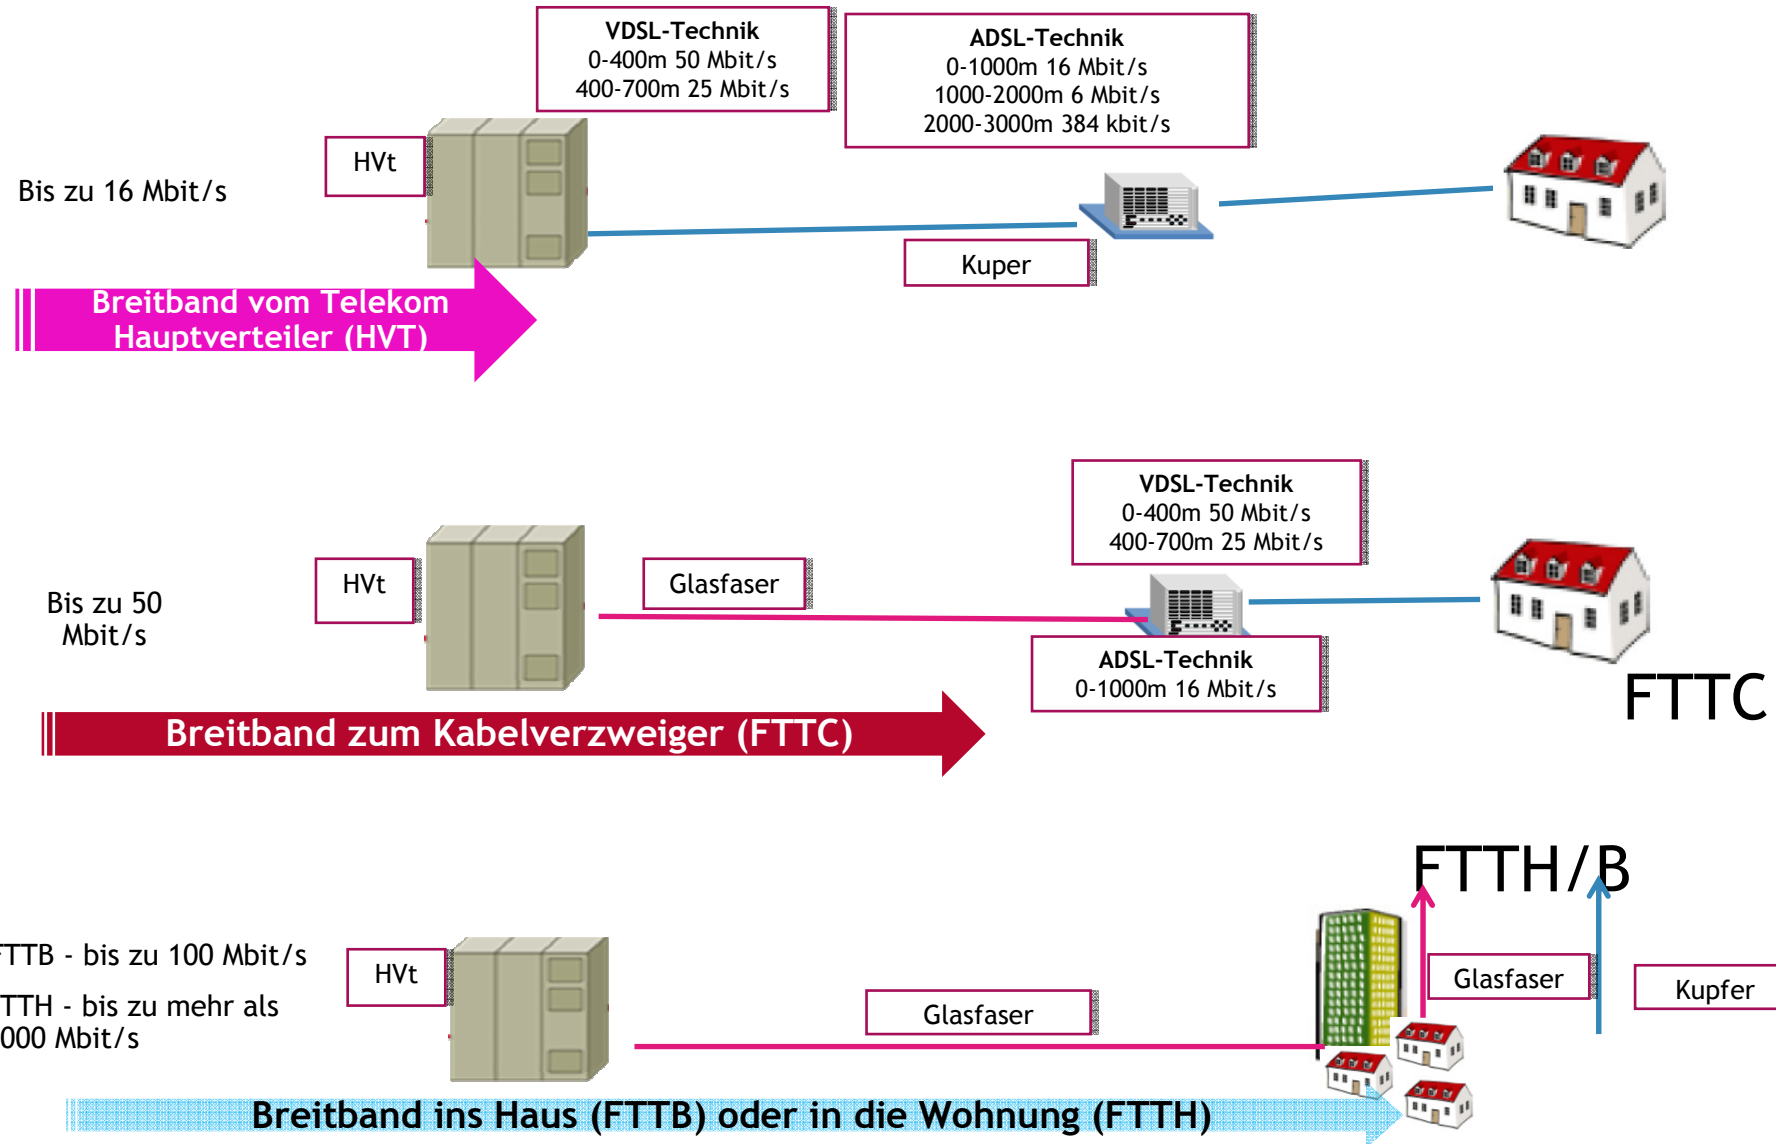 VDSL-Technik
0-400m 50 Mbit/s
400-700m 25 Mbit/s
ADSL-Technik
0-1000m 16 Mbit/s
1000-2000m 6 Mbit/s
2000-3000m 384 kbit/s
HVt
Bis zu 16 Mbit/s
Kuper
Breitband vom Telekom
Hauptverteiler (HVT)
VDSL-Technik
0-400m 50 Mbit/s
400-700m 25 Mbit/s
HVt
Glasfaser
Bis zu 50
Mbit/s
ADSL-Technik
0-1000m 16 Mbit/s
FTTC
Breitband zum Kabelverzweiger (FTTC)
FTTH/B
FTTB - bis zu 100 Mbit/s
TTH - bis zu mehr als
000 Mbit/s
HVt
Glasfaser
Glasfaser
Kupfer
Breitband ins Haus (FTTB) oder in die Wohnung (FTTH)